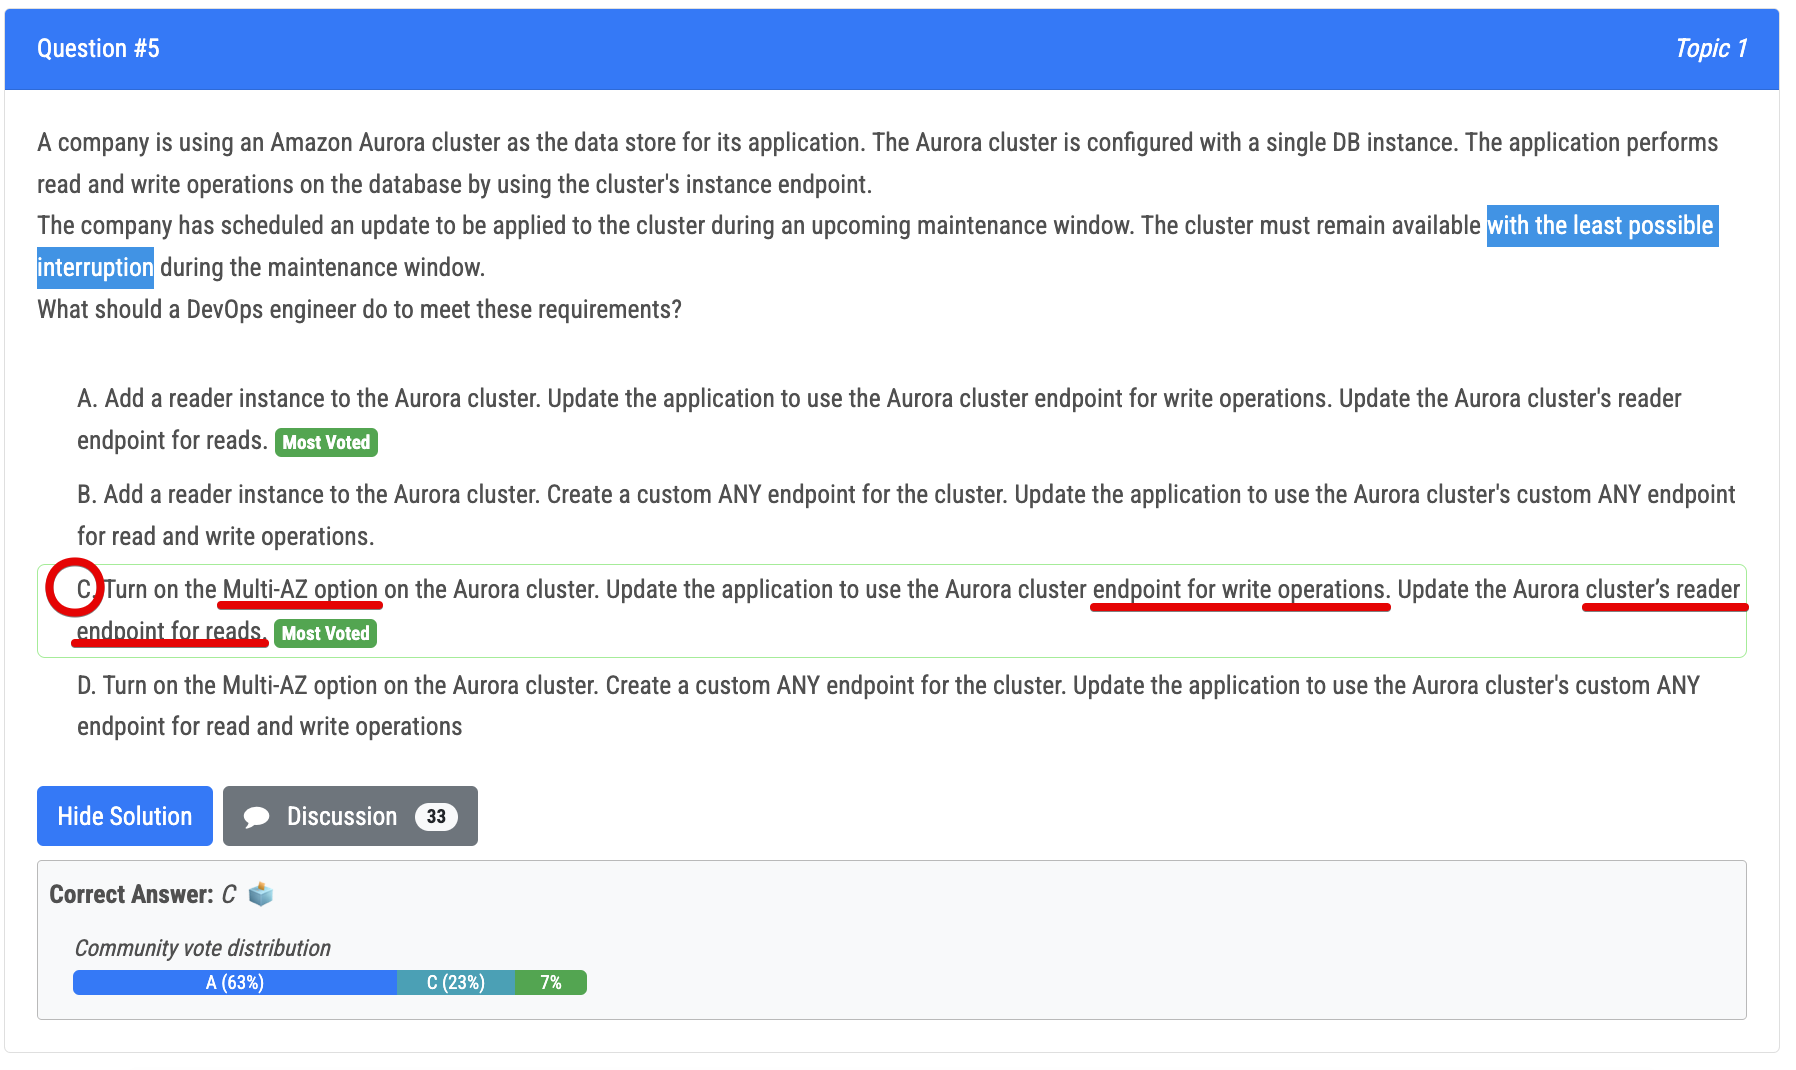 Question #5
Topic 1
A company is using an Amazon Aurora cluster as the data store for its application. The Aurora cluster is configured with a single DB instance. The application performs
read and write operations on the database by using the cluster's instance endpoint.
The company has scheduled an update to be applied to the cluster during an upcoming maintenance window. The cluster must remain available with the least possible
interruption during the maintenance window.
What should a DevOps engineer do to meet these requirements?
A. Add a reader instance to the Aurora cluster. Update the application to use the Aurora cluster endpoint for write operations. Update the Aurora cluster's reader
endpoint for reads. Most Voted
B. Add a reader instance to the Aurora cluster. Create a custom ANY endpoint for the cluster. Update the application to use the Aurora cluster's custom ANY endpoint
for read and write operations.
C. Turn on the Multi-AZ option on the Aurora cluster. Update the application to use the Aurora cluster endpoint for write operations. Update the Aurora cluster’s reader
endpoint for reads. Most Voted
D. Turn on the Multi-AZ option on the Aurora cluster. Create a custom ANY endpoint for the cluster. Update the application to use the Aurora cluster's custom ANY
endpoint for read and write operations
Hide Solution
Discussion 33
Correct Answer: C
Community vote distribution
A (63%) C (23%) 7%